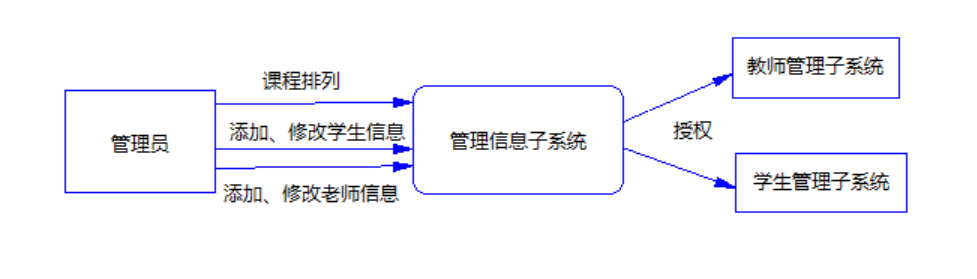 课程排列
管理员
添加、修改学生信息
添加、修改老师信息
管理信息子系统
教师管理子系统
授权
学生管理子系统